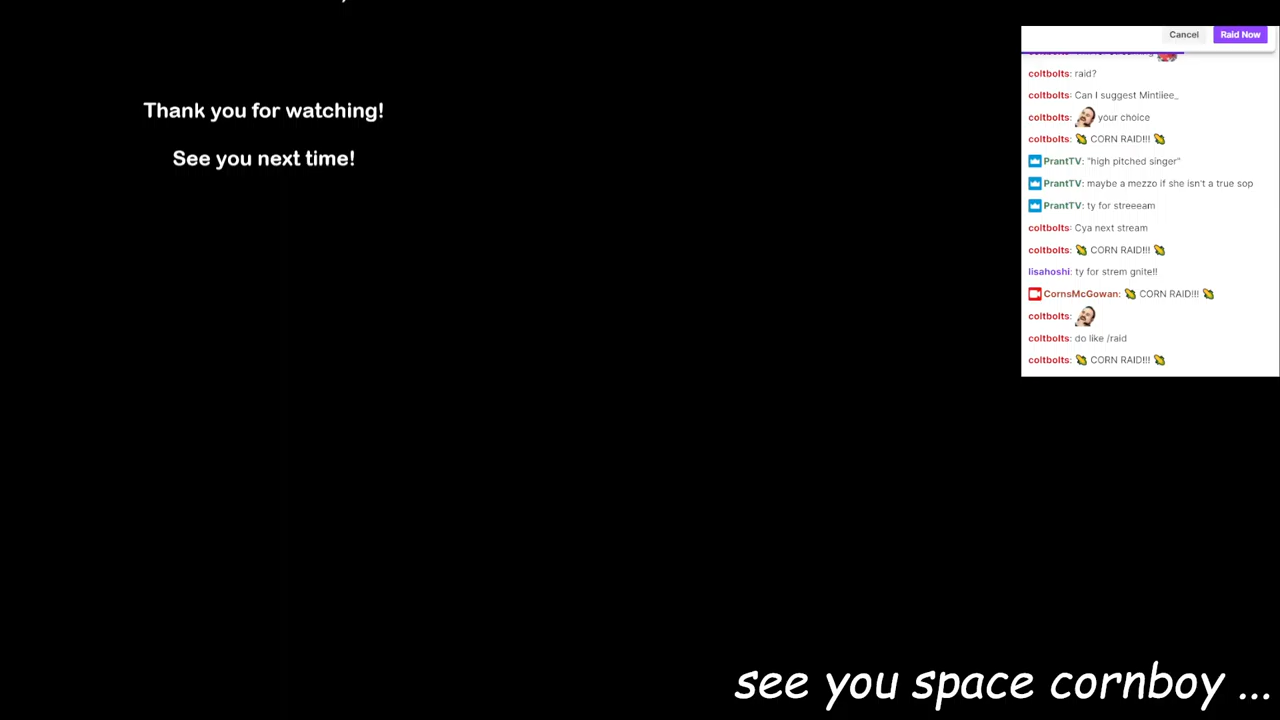 Thank you for watching!
See you next time!
Cancel
Raid Now
coltbolts: raid?
coltbolts: Can I suggest Mintiiee_
coltbolts: your choice
coltbolts: 🌽 CORN RAID!!! 🌽
PrantTV: "high pitched singer"
PrantTV: maybe a mezzo if she isn't a true sop
PrantTV: ty for streeeam
coltbolts: Cya next stream
coltbolts: 🌽 CORN RAID!!! 🌽
lisahoshi: ty for strem gnite!!
CornsMcGowan: 🌽 CORN RAID!!! 🌽
coltbolts:
coltbolts: do like /raid
coltbolts: 🌽 CORN RAID!!! 🌽
see you space cornboy ...